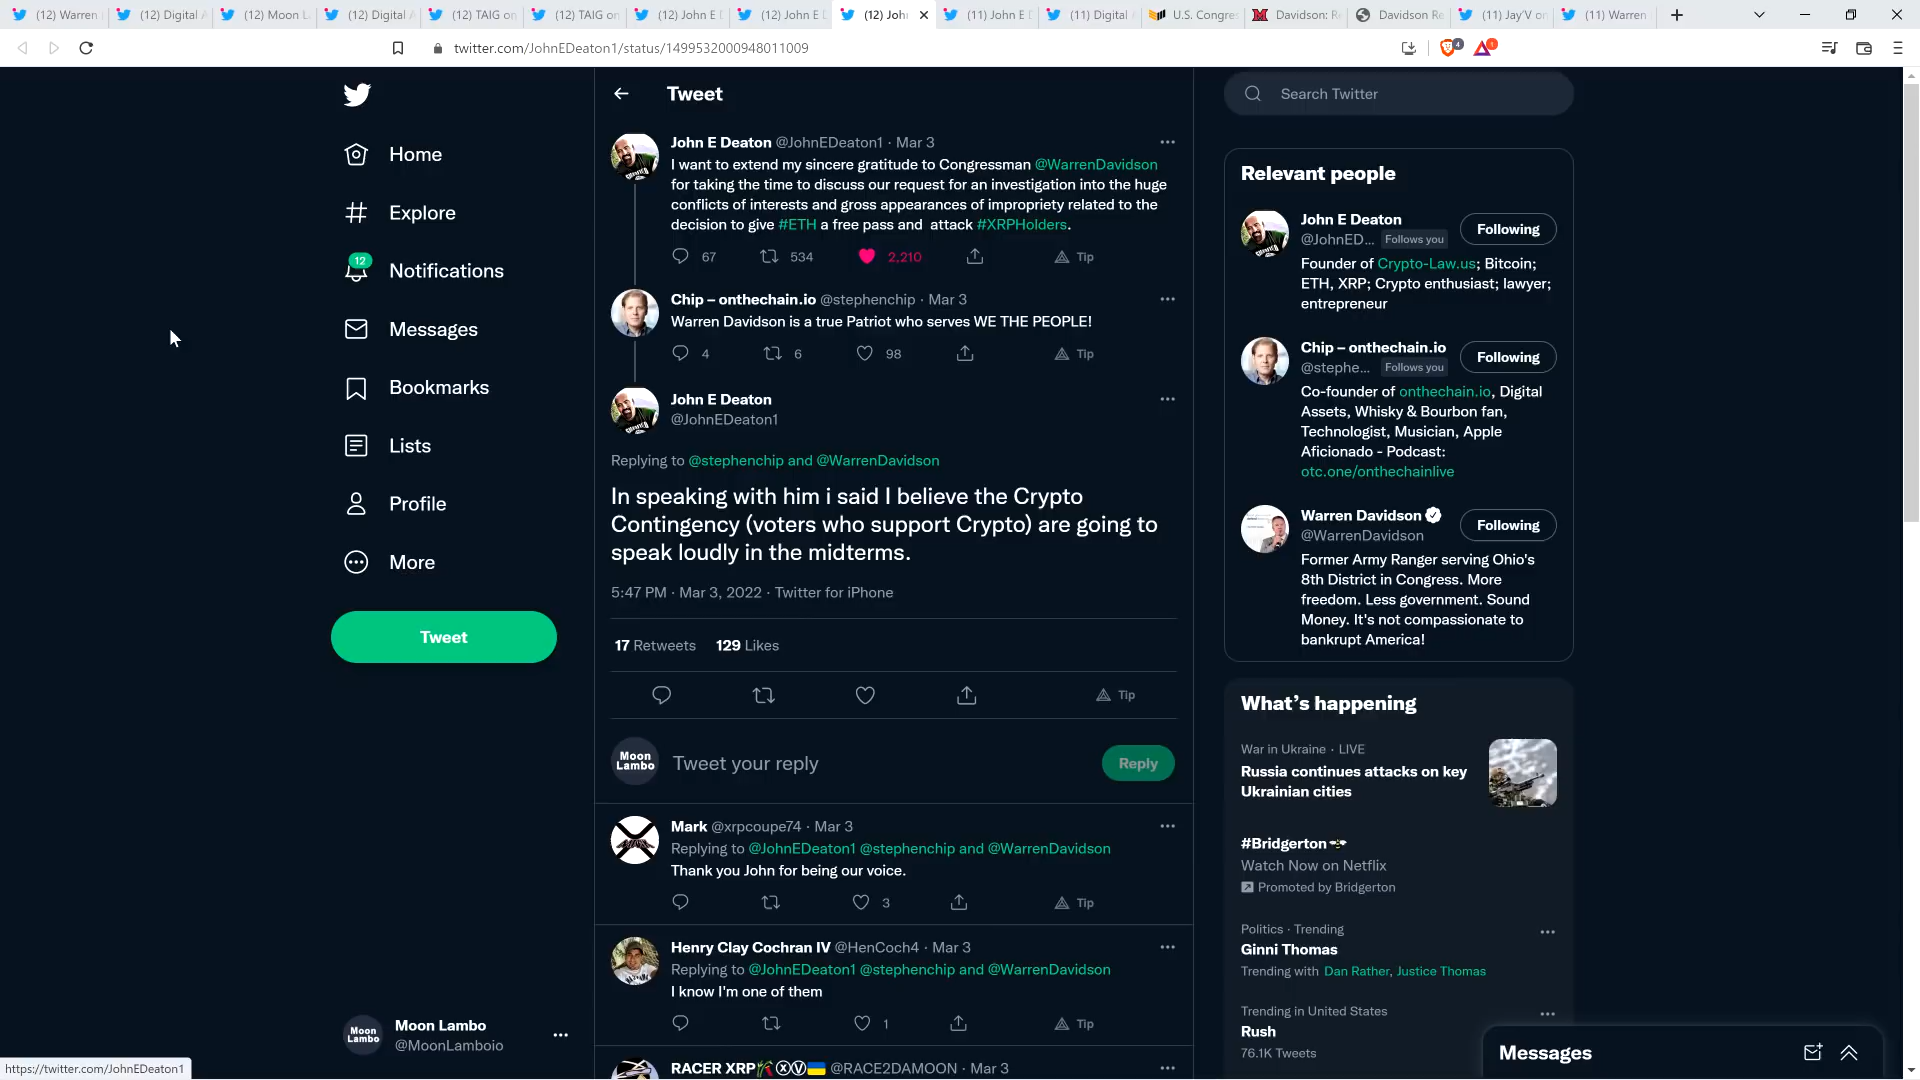 (12) Warren
(12) Digital A
(12) Moon L
(12) Digital A
(12) TAIG on
(12) TAIG on
(12) John E D
(12) John E D
(12) Joh
(11) John E D
(11) Digital
U.S. Congres
Davidson: R
Davidson Re
(11) Jay'V on
(11) Warren
twitter.com/JohnEDeaton1/status/1499532000948011009
4
1
Home
Explore
12
Notifications
Messages
Bookmarks
Lists
Profile
More
Tweet
Moon Lambo
Moon Lambo
@MoonLamboio
https://twitter.com/JohnEDeaton1
Tweet
John E Deaton @JohnEDeaton1 · Mar 3
I want to extend my sincere gratitude to Congressman @WarrenDavidson
for taking the time to discuss our request for an investigation into the huge
conflicts of interests and gross appearances of impropriety related to the
decision to give #ETH a free pass and attack #XRPHolders.
67 534 2,210 Tip
Chip – onthechain.io @stephenchip · Mar 3
Warren Davidson is a true Patriot who serves WE THE PEOPLE!
4 6 98 Tip
John E Deaton
@JohnEDeaton1
Replying to @stephenchip and @WarrenDavidson
In speaking with him i said I believe the Crypto
Contingency (voters who support Crypto) are going to
speak loudly in the midterms.
5:47 PM · Mar 3, 2022 · Twitter for iPhone
17 Retweets 129 Likes
Tip
Moon Lambo
Tweet your reply
Reply
Mark @xrpcoupe74 · Mar 3
Replying to @JohnEDeaton1 @stephenchip and @WarrenDavidson
Thank you John for being our voice.
3 Tip
Henry Clay Cochran IV @HenCoch4 · Mar 3
Replying to @JohnEDeaton1 @stephenchip and @WarrenDavidson
I know I'm one of them
1 Tip
RACER XRP @RACE2DAMOON · Mar 3
Search Twitter
Relevant people
John E Deaton
@JohnED... Follows you
Following
Founder of Crypto-Law.us; Bitcoin;
ETH, XRP; Crypto enthusiast; lawyer;
entrepreneur
Chip – onthechain.io
@stephe... Follows you
Following
Co-founder of onthechain.io, Digital
Assets, Whisky & Bourbon fan,
Technologist, Musician, Apple
Aficionado - Podcast:
otc.one/onthechainlive
Warren Davidson
@WarrenDavidson
Following
Former Army Ranger serving Ohio's
8th District in Congress. More
freedom. Less government. Sound
Money. It's not compassionate to
bankrupt America!
What's happening
War in Ukraine · LIVE
Russia continues attacks on key
Ukrainian cities
#Bridgerton
Watch Now on Netflix
Promoted by Bridgerton
Politics · Trending
Ginni Thomas
Trending with Dan Rather, Justice Thomas
Trending in United States
Rush
76.1K Tweets
Messages